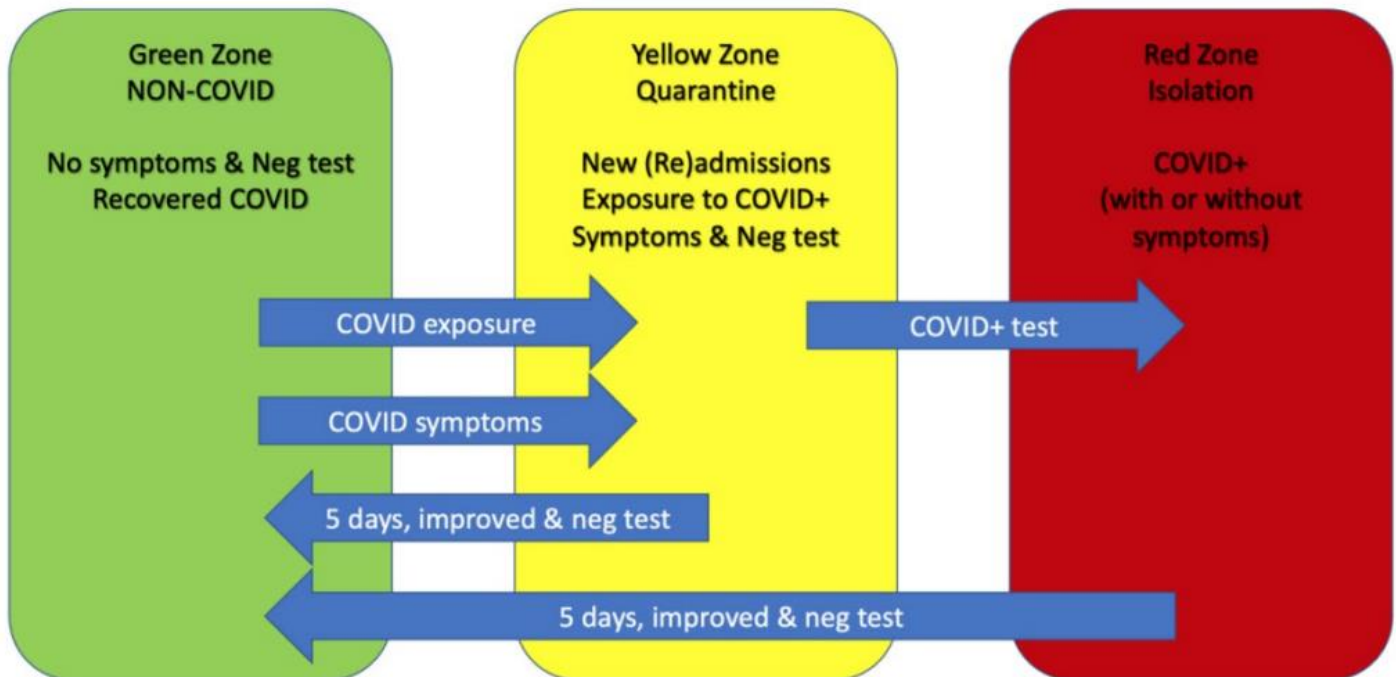 Green Zone
NON-COVID
No symptoms & Neg test
Recovered COVID
Yellow Zone
Quarantine
New (Re)admissions
Exposure to COVID+
Symptoms & Neg test
Red Zone
Isolation
COVID+
(with or without
symptoms)
COVID exposure
COVID+ test
COVID symptoms
5 days, improved & neg test
5 days, improved & neg test